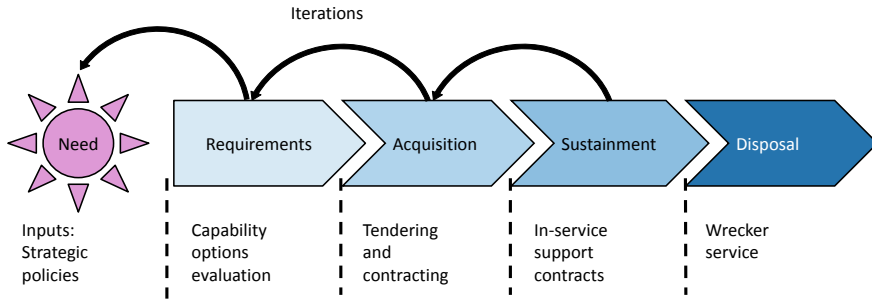 Iterations
Need
Requirements
Acquisition
Sustainment
Disposal
Inputs:
Strategic
policies
Capability
options
evaluation
Tendering
and
contracting
In-service
support
contracts
Wrecker
service